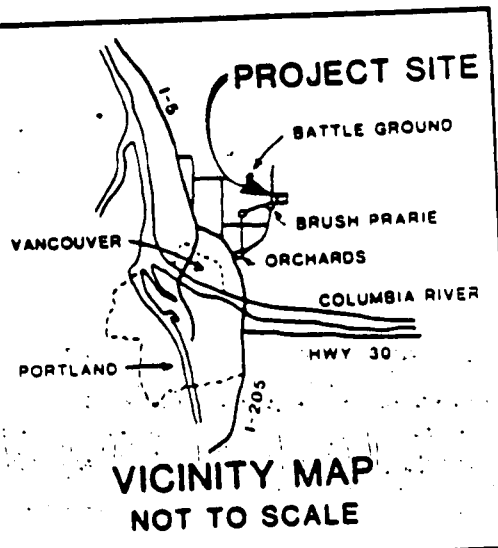 PROJECT SITE
I-5
BATTLE GROUND
BRUSH PRARIE
VANCOUVER
ORCHARDS
COLUMBIA RIVER
HWY 30
PORTLAND
I-205
VICINITY MAP
NOT TO SCALE